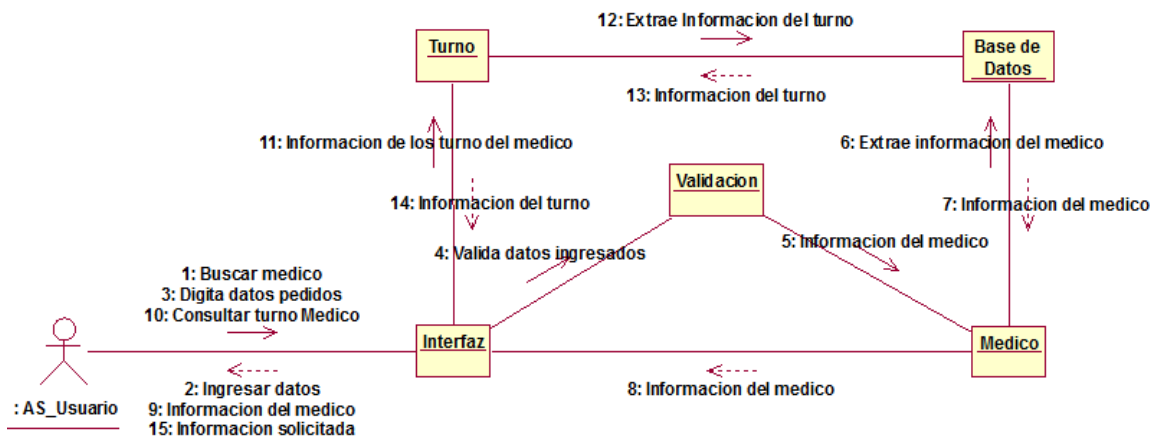 12: Extrae Informacion del turno
Turno
Base de
Datos
13: Informacion del turno
11: Informacion de los turno del medico
6: Extrae informacion del medico
Validacion
14: Informacion del turno
7: Informacion del medico
4: Valida datos ingresados
5: Informacion del medico
1: Buscar medico
3: Digita datos pedidos
10: Consultar turno Medico
Interfaz
Medico
2: Ingresar datos
8: Informacion del medico
: AS_Usuario
9: Informacion del medico
15: Informacion solicitada